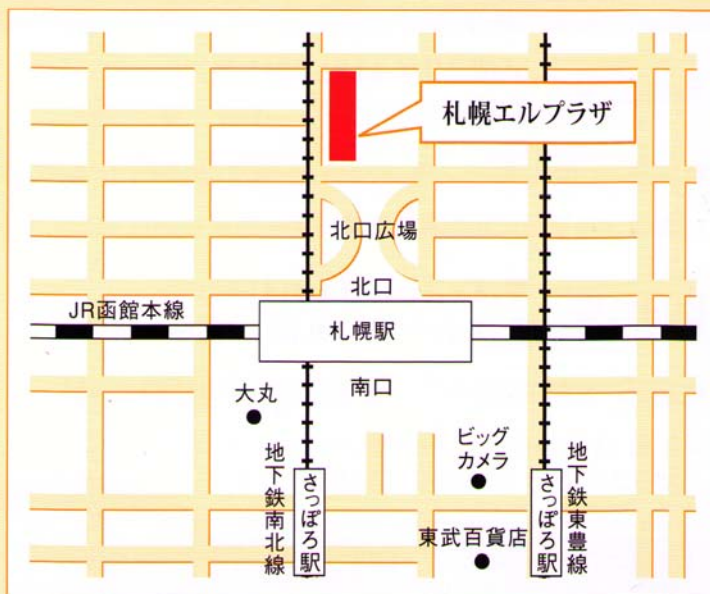 札幌エルプラザ
北口広場
北口
JR函館本線
札幌駅
南口
大丸
ビッグ
カメラ
地下鉄南北線
さっぽろ駅
東武百貨店
さっぽろ駅
地下鉄東豊線